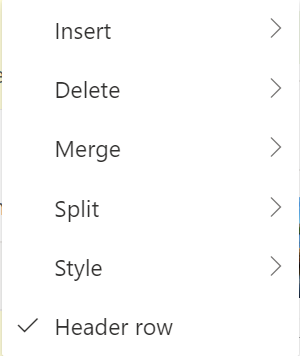 Insert
Delete
Merge
Split
Style
Header row